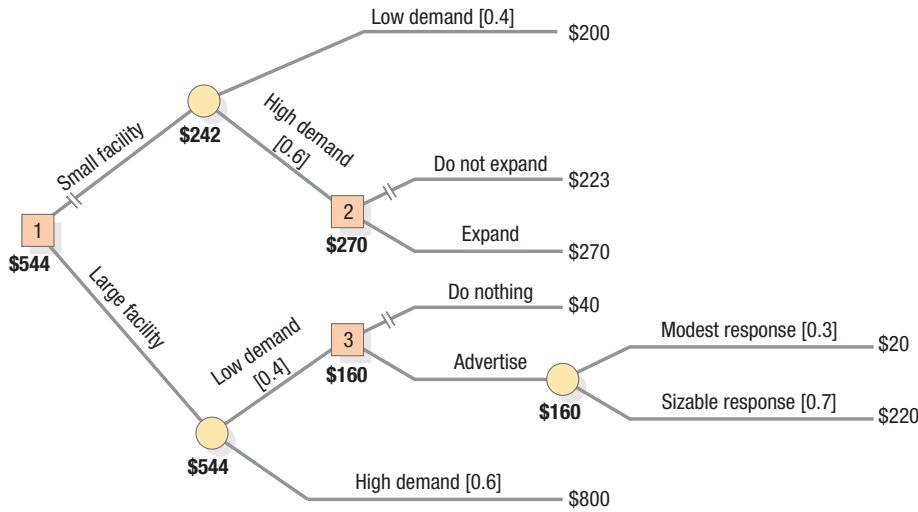 Low demand [0.4]
$200
Small facility
$242
High demand
[0.6]
Do not expand
$223
2
$270
Expand
$270
1
$544
Large facility
Low demand
[0.4]
Do nothing
$40
3
$160
Advertise
$160
Modest response [0.3]
$20
Sizable response [0.7]
$220
$544
High demand [0.6]
$800